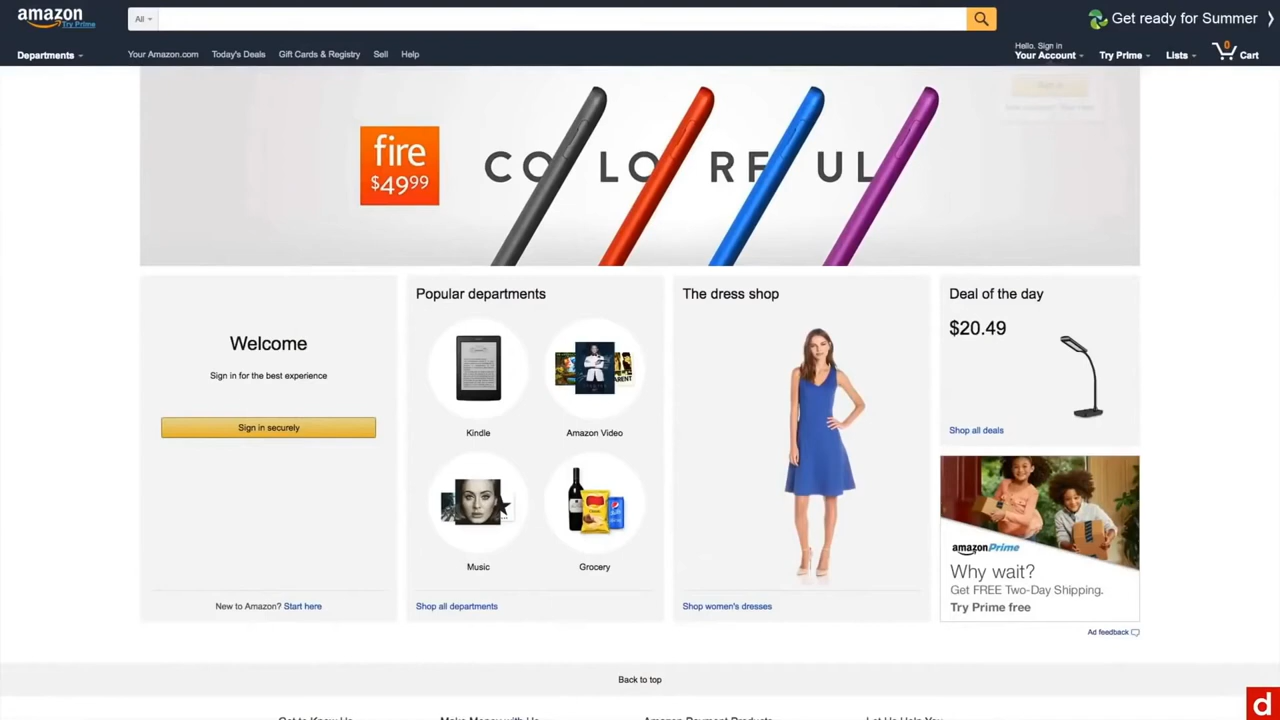 amazon
Try Prime
All
Get ready for Summer
Departments
Your Amazon.com
Today's Deals
Gift Cards & Registry
Sell
Help
Hello. Sign in
Your Account
Try Prime
Lists
0
Cart
fire
$49.99
COLORFUL
Welcome
Sign in for the best experience
Sign in securely
New to Amazon? Start here
Popular departments
Kindle
Amazon Video
Music
Grocery
Shop all departments
The dress shop
Shop women's dresses
Deal of the day
$20.49
Shop all deals
amazonPrime
Why wait?
Get FREE Two-Day Shipping.
Try Prime free
Ad feedback
Back to top
Get to Know Us
Make Money with Us
Amazon Payment Products
Let Us Help You
d